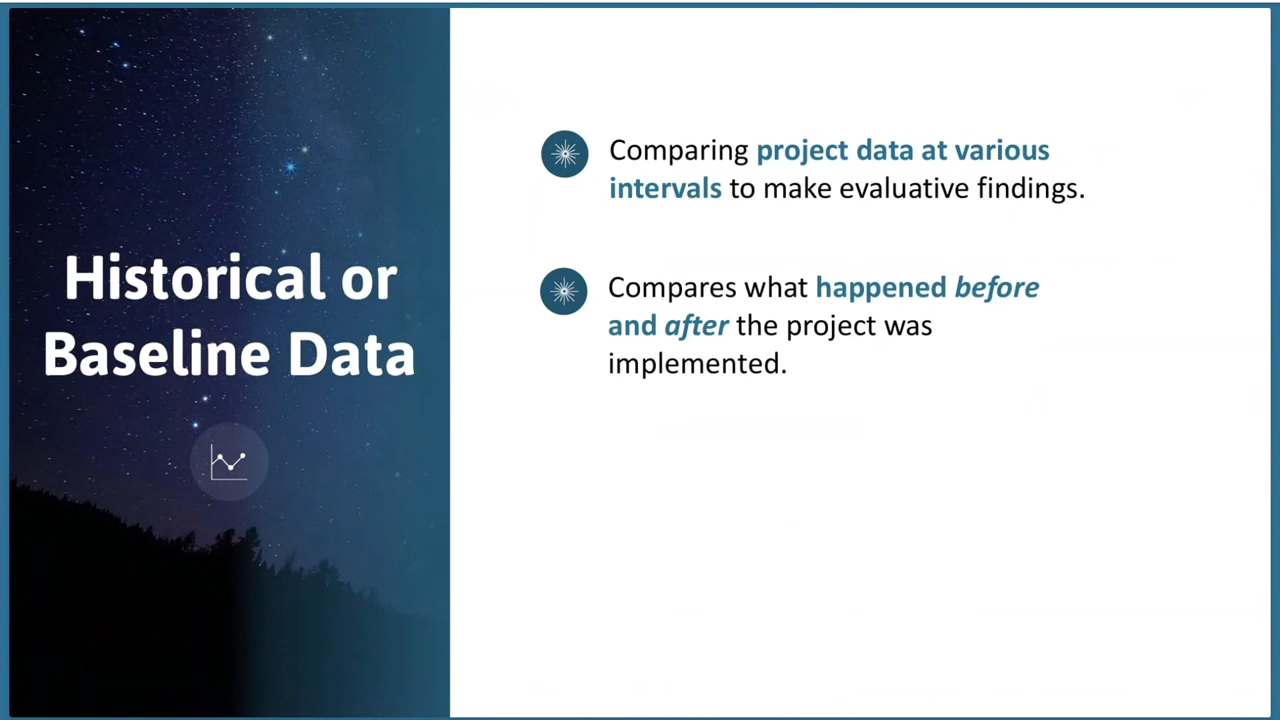 Historical or
Baseline Data
Comparing project data at various
intervals to make evaluative findings.
Compares what happened before
and after the project was
implemented.